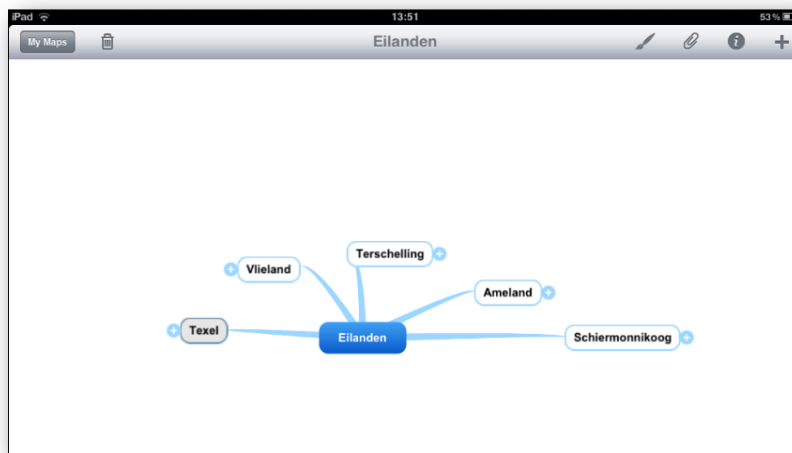 iPad 13:51 53%
My Maps Eilanden
Terschelling
Vlieland
Ameland
Texel
Eilanden
Schiermonnikoog